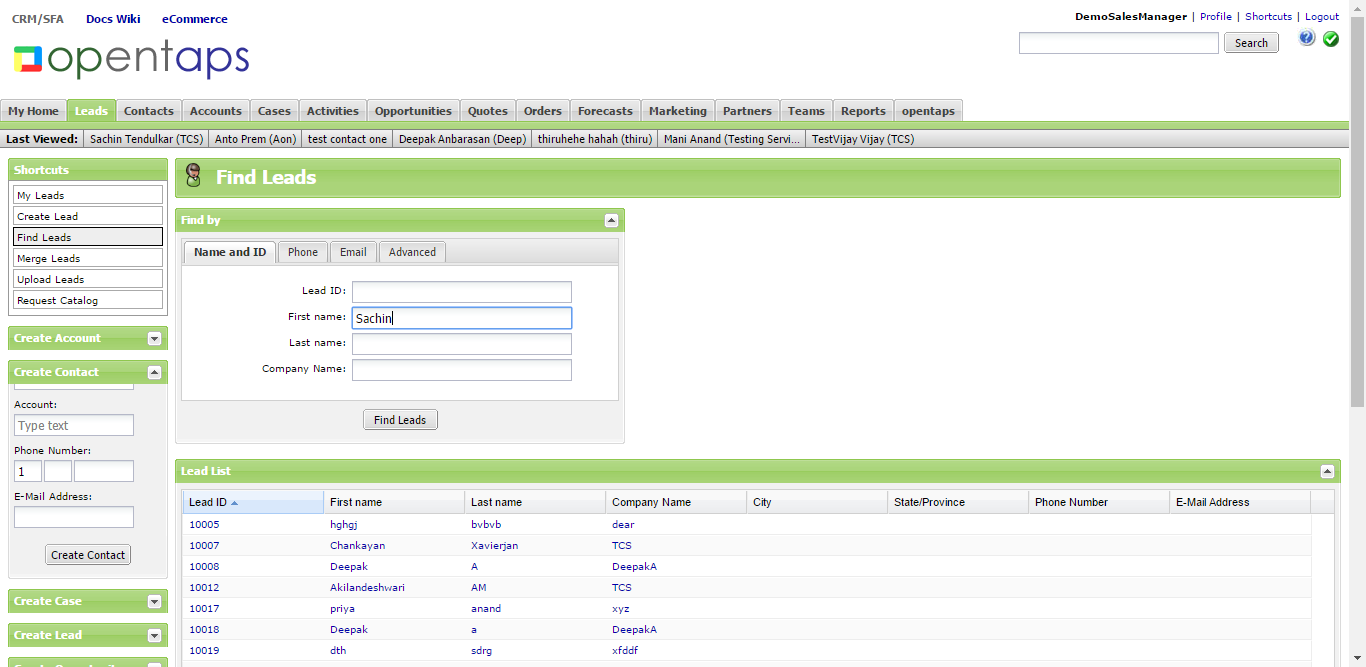 CRM/SFA Docs Wiki eCommerce
DemoSalesManager | Profile | Shortcuts | Logout
opentaps
Search
My Home Leads Contacts Accounts Cases Activities Opportunities Quotes Orders Forecasts Marketing Partners Teams Reports opentaps
Last Viewed: Sachin Tendulkar (TCS) Anto Prem (Aon) test contact one Deepak Anbarasan (Deep) thiruhehe hahah (thiru) Mani Anand (Testing Servi... TestVijay Vijay (TCS)
Shortcuts
My Leads
Create Lead
Find Leads
Merge Leads
Upload Leads
Request Catalog
Create Account
Create Contact
Account:
Type text
Phone Number:
1
E-Mail Address:
Create Contact
Create Case
Create Lead
Find Leads
Find by
Name and ID Phone Email Advanced
Lead ID:
First name: Sachin
Last name:
Company Name:
Find Leads
Lead List
Lead ID First name Last name Company Name City State/Province Phone Number E-Mail Address
10005 hghgj bvbvb dear
10007 Chankayan Xavierjan TCS
10008 Deepak A DeepakA
10012 Akilandeshwari AM TCS
10017 priya anand xyz
10018 Deepak a DeepakA
10019 dth sdrg xfddf